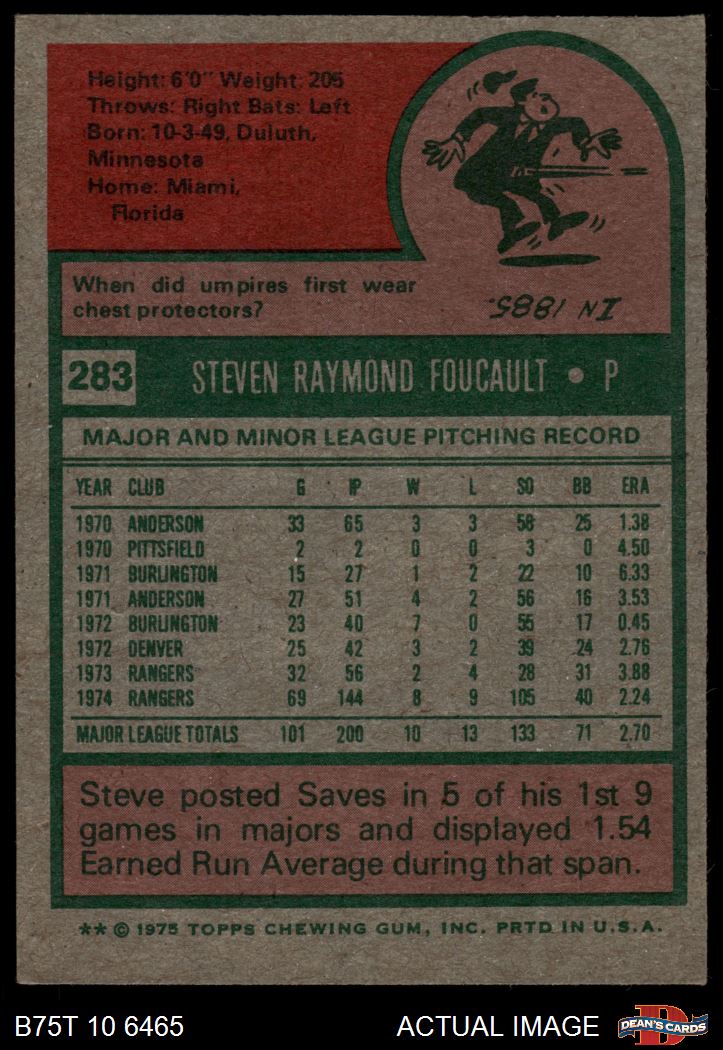 Height: 6'0" Weight: 205
Throws: Right Bats: Left
Born: 10-3-49, Duluth,
Minnesota
Home: Miami,
Florida
When did umpires first wear
chest protectors?
IN 1885.
283 STEVEN RAYMOND FOUCAULT • P
MAJOR AND MINOR LEAGUE PITCHING RECORD
YEAR CLUB G IP W L SO BB ERA
1970 ANDERSON 33 65 3 3 58 25 1.38
1970 PITTSFIELD 2 2 0 0 3 0 4.50
1971 BURLINGTON 15 27 1 2 22 10 6.33
1971 ANDERSON 27 51 4 2 56 16 3.53
1972 BURLINGTON 23 40 7 0 55 17 0.45
1972 DENVER 25 42 3 2 39 24 2.76
1973 RANGERS 32 56 2 4 28 31 3.88
1974 RANGERS 69 144 8 9 105 40 2.24
MAJOR LEAGUE TOTALS 101 200 10 13 133 71 2.70
Steve posted Saves in 5 of his 1st 9
games in majors and displayed 1.54
Earned Run Average during that span.
** © 1975 TOPPS CHEWING GUM, INC. PRTD IN U.S.A.
B75T 10 6465 ACTUAL IMAGE D DEAN'S CARDS